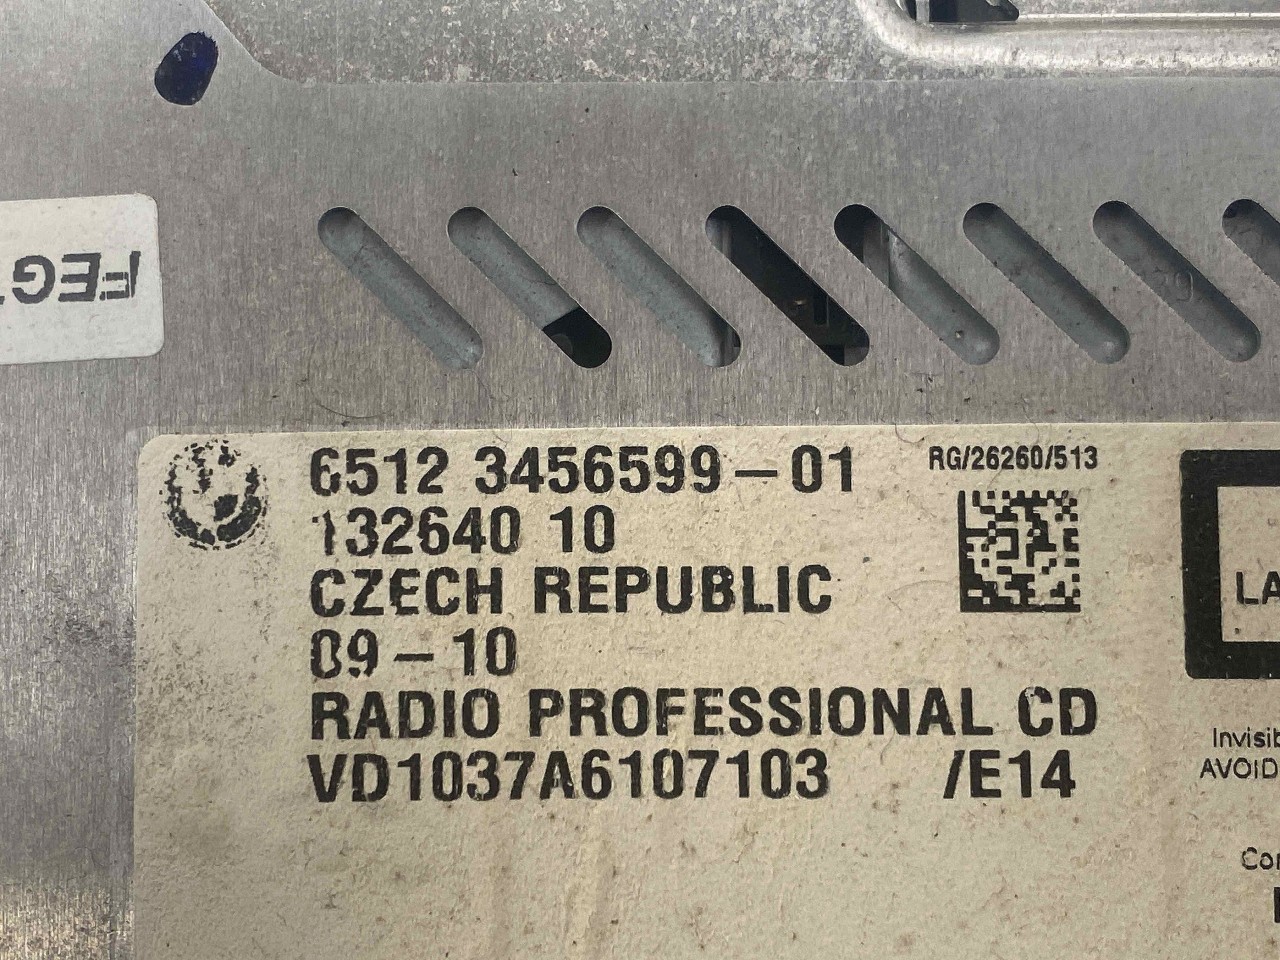 FEG
6512 3456599-01
RG/26260/513
132640 10
CZECH REPUBLIC
09-10
RADIO PROFESSIONAL CD
VD1037A6107103 /E14
LA
Invisib
AVOID
Con